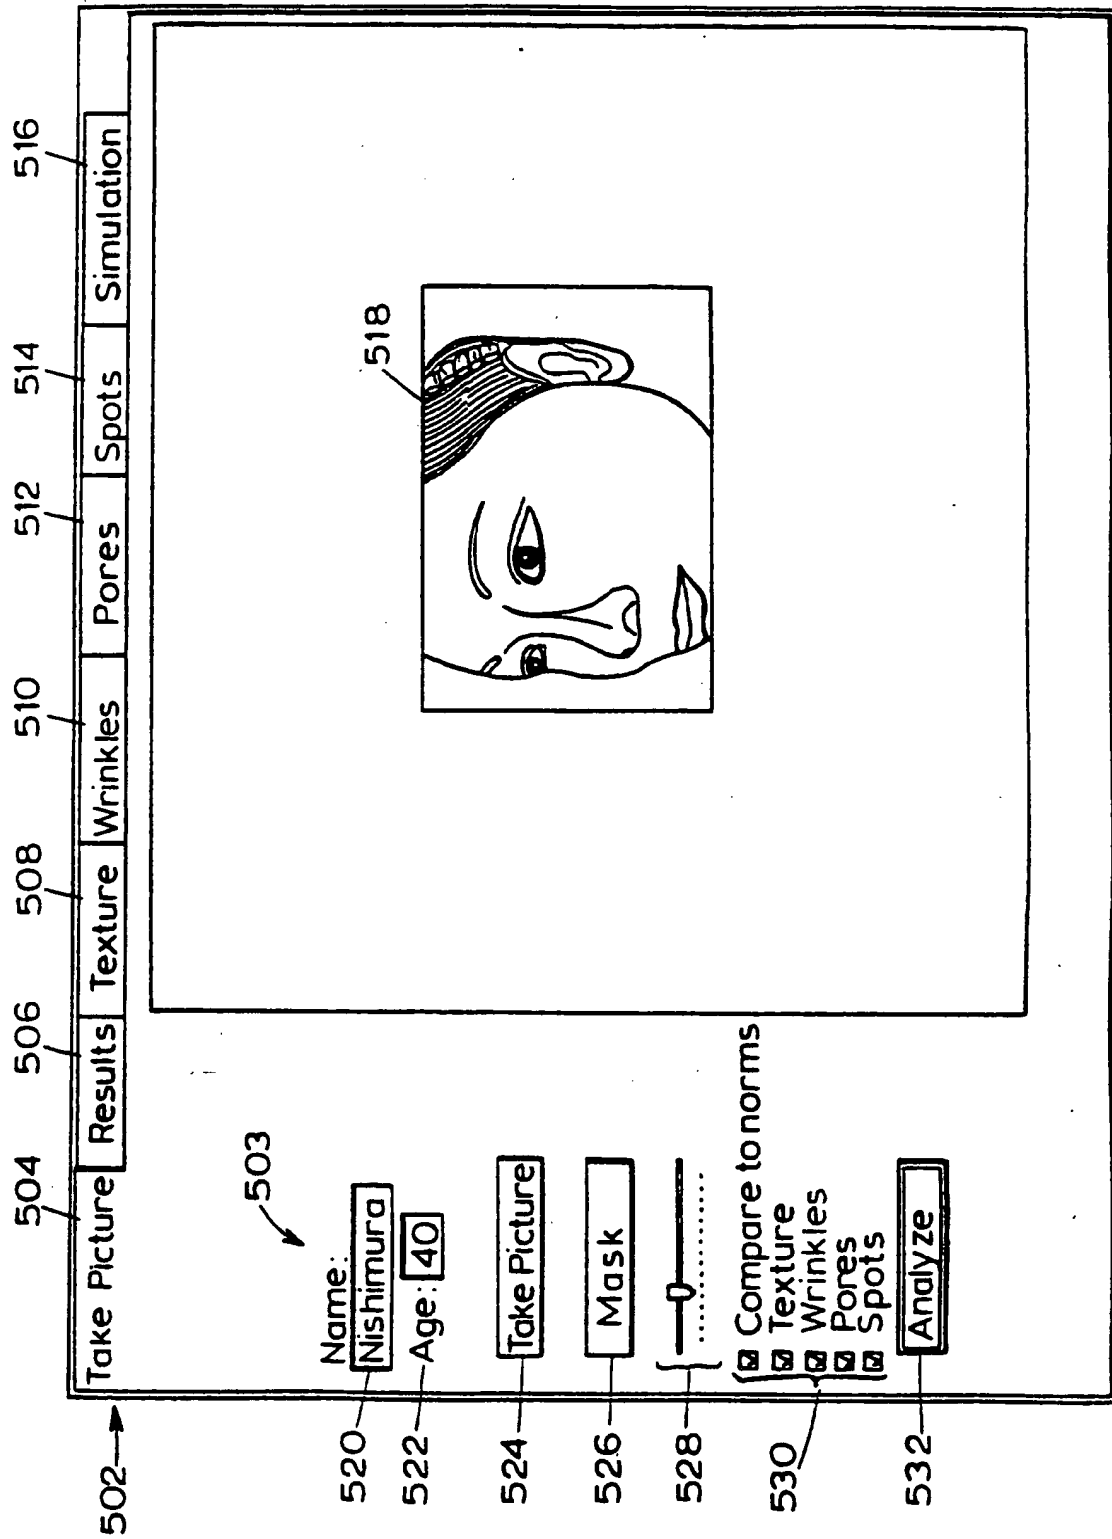 504 506 508 510 512 514 516
Take Picture Results Texture Wrinkles Pores Spots Simulation
502
503
518
Name:
520 Nishimura
522 Age: 40
524 Take Picture
526 Mask
528
530
Compare to norms
Texture
Wrinkles
Pores
Spots
532 Analyze